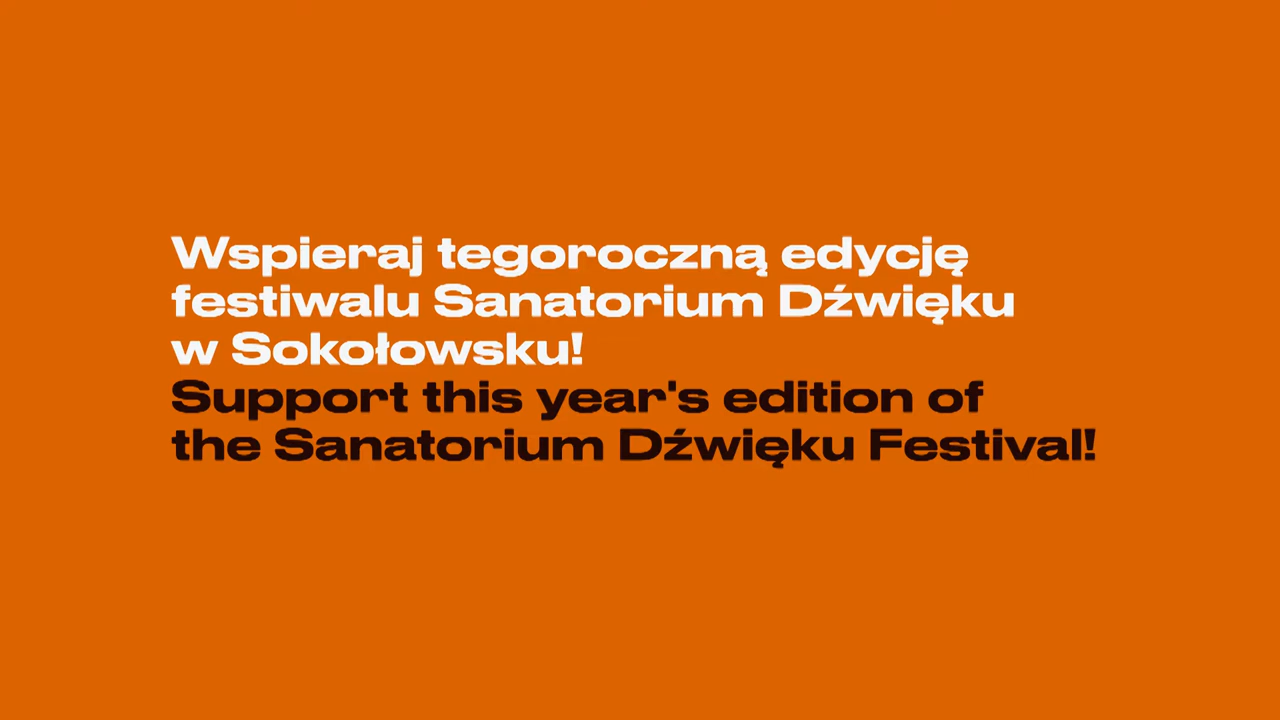 Wspieraj tegoroczną edycję
festiwalu Sanatorium Dźwięku
w Sokołowsku!
Support this year's edition of
the Sanatorium Dźwięku Festival!